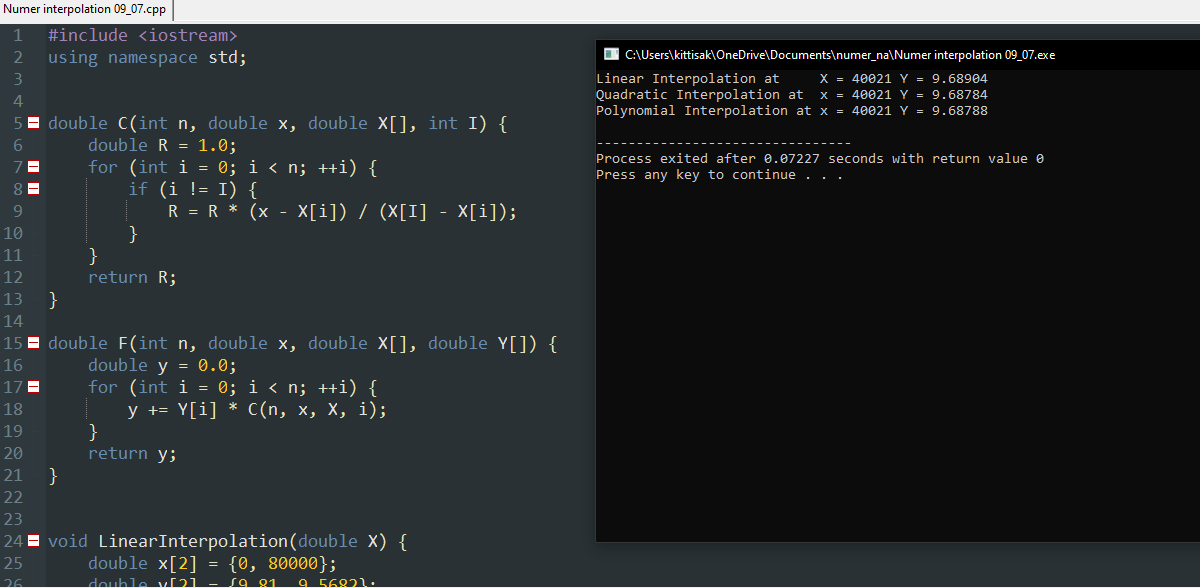 Numer interpolation 09_07.cpp
1 #include <iostream>
2 using namespace std;
3
4
5 double C(int n, double x, double X[], int I) {
6 double R = 1.0;
7 for (int i = 0; i < n; ++i) {
8 if (i != I) {
9 R = R * (x - X[i]) / (X[I] - X[i]);
10 }
11 }
12 return R;
13 }
14
15 double F(int n, double x, double X[], double Y[]) {
16 double y = 0.0;
17 for (int i = 0; i < n; ++i) {
18 y += Y[i] * C(n, x, X, i);
19 }
20 return y;
21 }
22
23
24 void LinearInterpolation(double X) {
25 double x[2] = {0, 80000};
26 double y[2] = {9.81, 9.5682};
C:\Users\kittisak\OneDrive\Documents\numer_na\Numer interpolation 09_07.exe
Linear Interpolation at X = 40021 Y = 9.68904
Quadratic Interpolation at x = 40021 Y = 9.68784
Polynomial Interpolation at x = 40021 Y = 9.68788
--------------------------------
Process exited after 0.07227 seconds with return value 0
Press any key to continue . . .